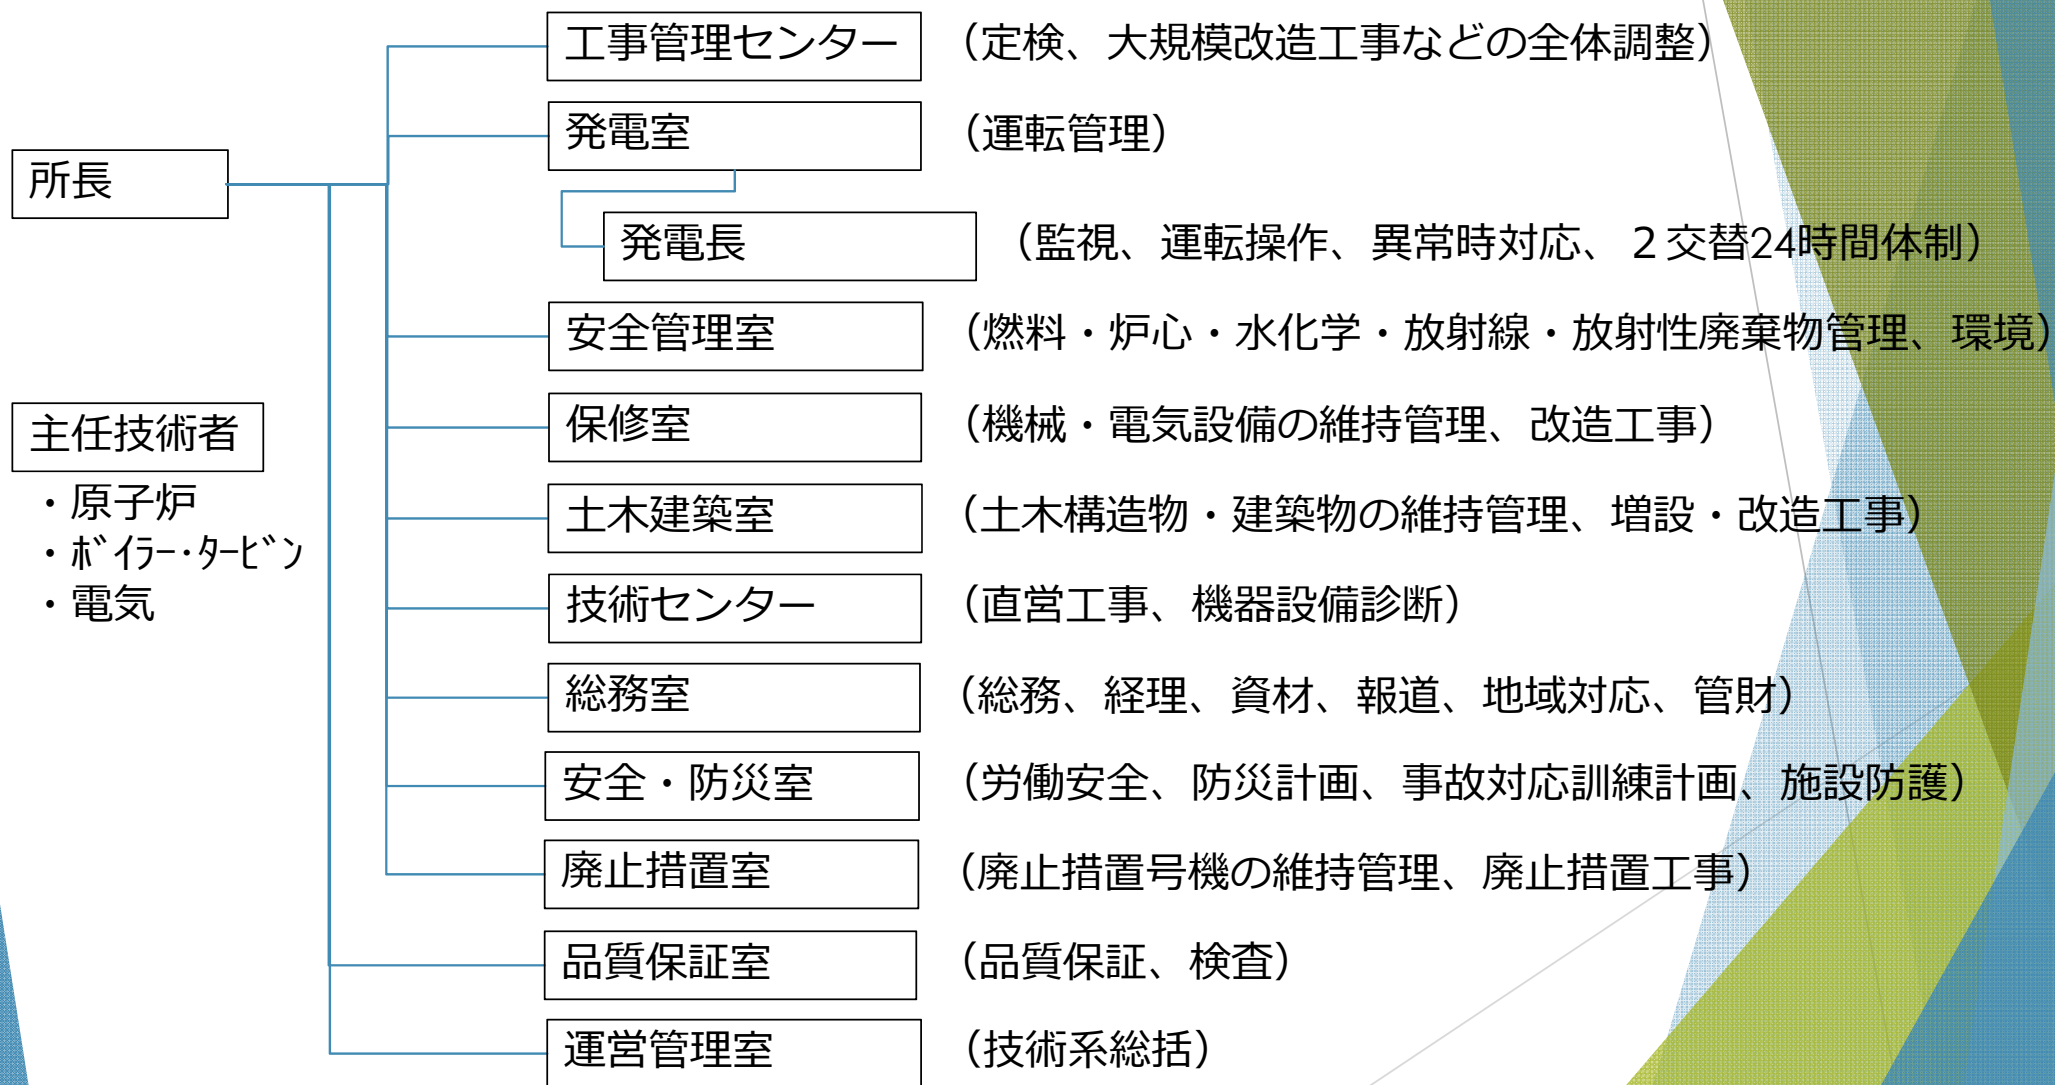 工事管理センター （定検、大規模改造工事などの全体調整）
発電室 （運転管理）
所長
発電長 （監視、運転操作、異常時対応、２交替24時間体制）
安全管理室 （燃料・炉心・水化学・放射線・放射性廃棄物管理、環境）
保修室 （機械・電気設備の維持管理、改造工事）
主任技術者
・原子炉
・ﾎﾞｲﾗｰ・ﾀｰﾋﾞﾝ
・電気
土木建築室 （土木構造物・建築物の維持管理、増設・改造工事）
技術センター （直営工事、機器設備診断）
総務室 （総務、経理、資材、報道、地域対応、管財）
安全・防災室 （労働安全、防災計画、事故対応訓練計画、施設防護）
廃止措置室 （廃止措置号機の維持管理、廃止措置工事）
品質保証室 （品質保証、検査）
運営管理室 （技術系総括）